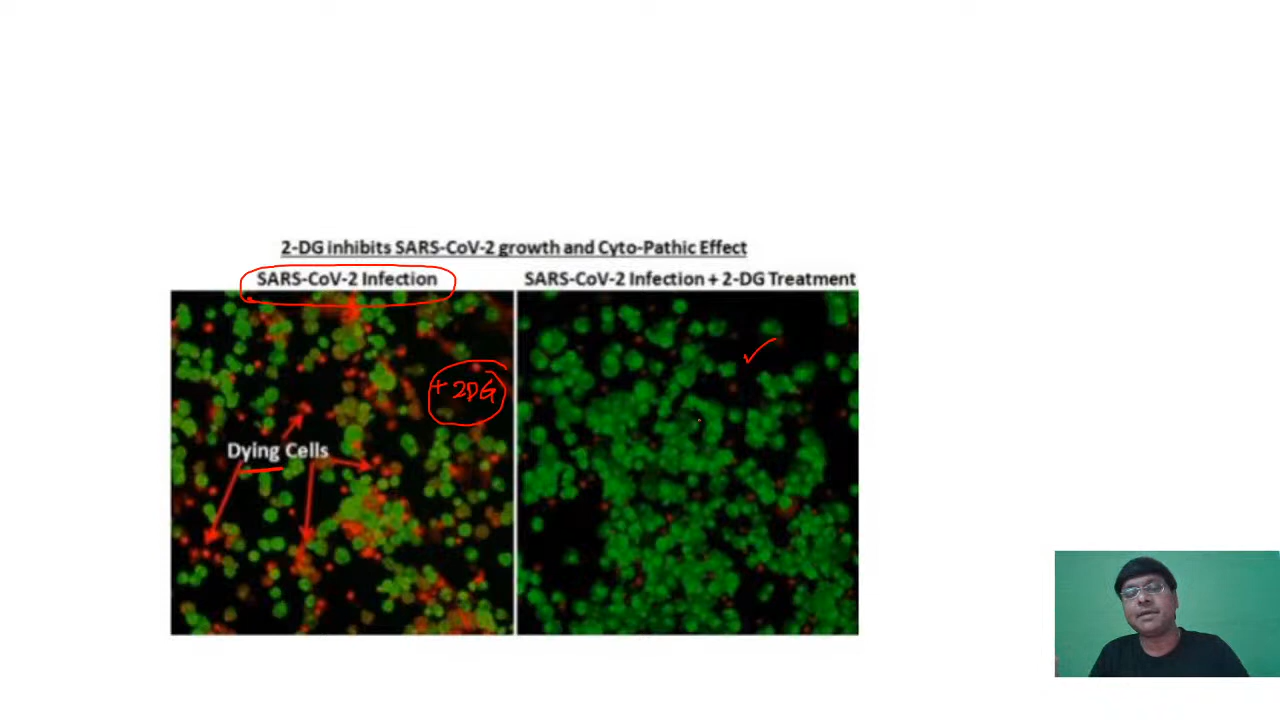 2-DG inhibits SARS-CoV-2 growth and Cyto-Pathic Effect
SARS-CoV-2 Infection
SARS-CoV-2 Infection + 2-DG Treatment
+ 2DG
Dying Cells